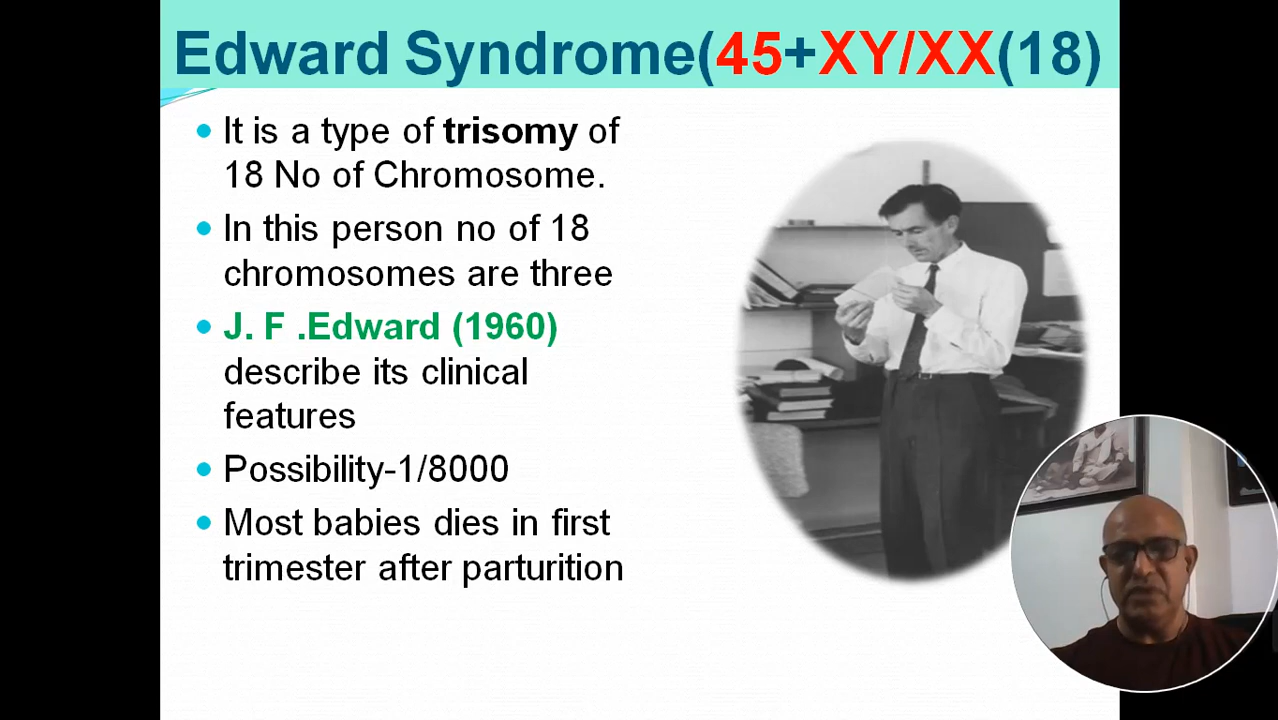 Edward Syndrome(45+XY/XX(18)
It is a type of trisomy of
18 No of Chromosome.
In this person no of 18
chromosomes are three
J. F .Edward (1960)
describe its clinical
features
Possibility-1/8000
Most babies dies in first
trimester after parturition